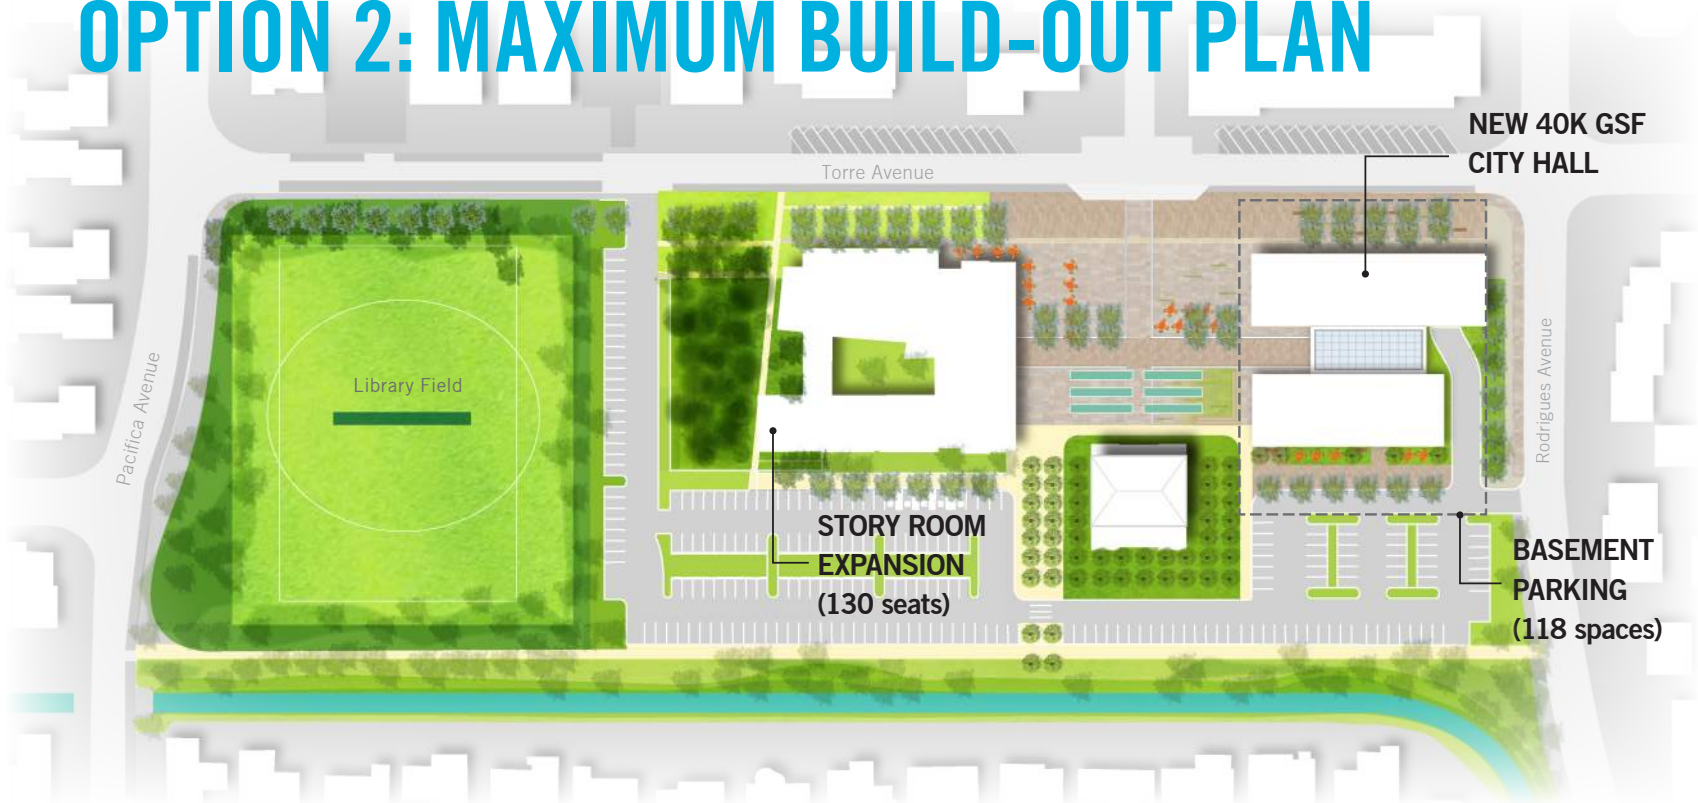 OPTION 2: MAXIMUM BUILD-OUT PLAN
NEW 40K GSF
CITY HALL
Torre Avenue
Library Field
Pacifica Avenue
Rodrigues Avenue
STORY ROOM
EXPANSION
(130 seats)
BASEMENT
PARKING
(118 spaces)